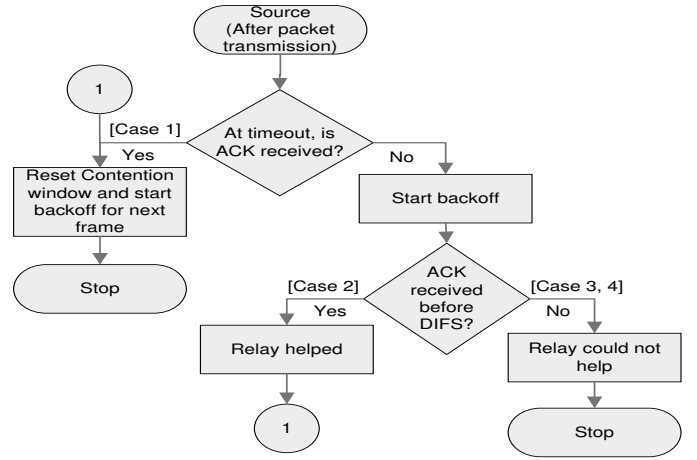 Source
(After packet
transmission)
1
[Case 1]
Yes
At timeout, is
ACK received?
No
Reset Contention
window and start
backoff for next
frame
Start backoff
Stop
[Case 2]
Yes
ACK
received
before
DIFS?
[Case 3, 4]
No
Relay helped
Relay could not
help
1
Stop